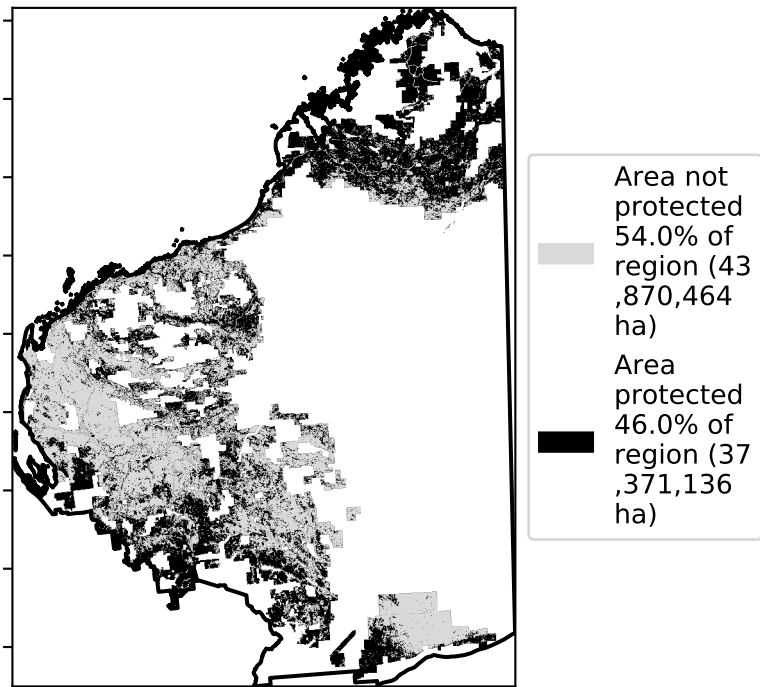 Area not
protected
54.0% of
region (43
,870,464
ha)
Area
protected
46.0% of
region (37
,371,136
ha)